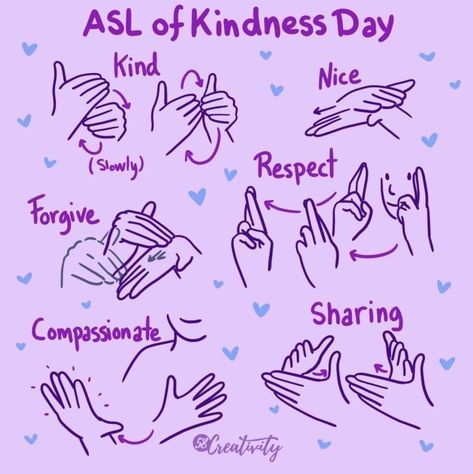 ASL of Kindness Day
Kind
Nice
(Slowly)
Respect
Forgive
Compassionate
Sharing
58 Creativity